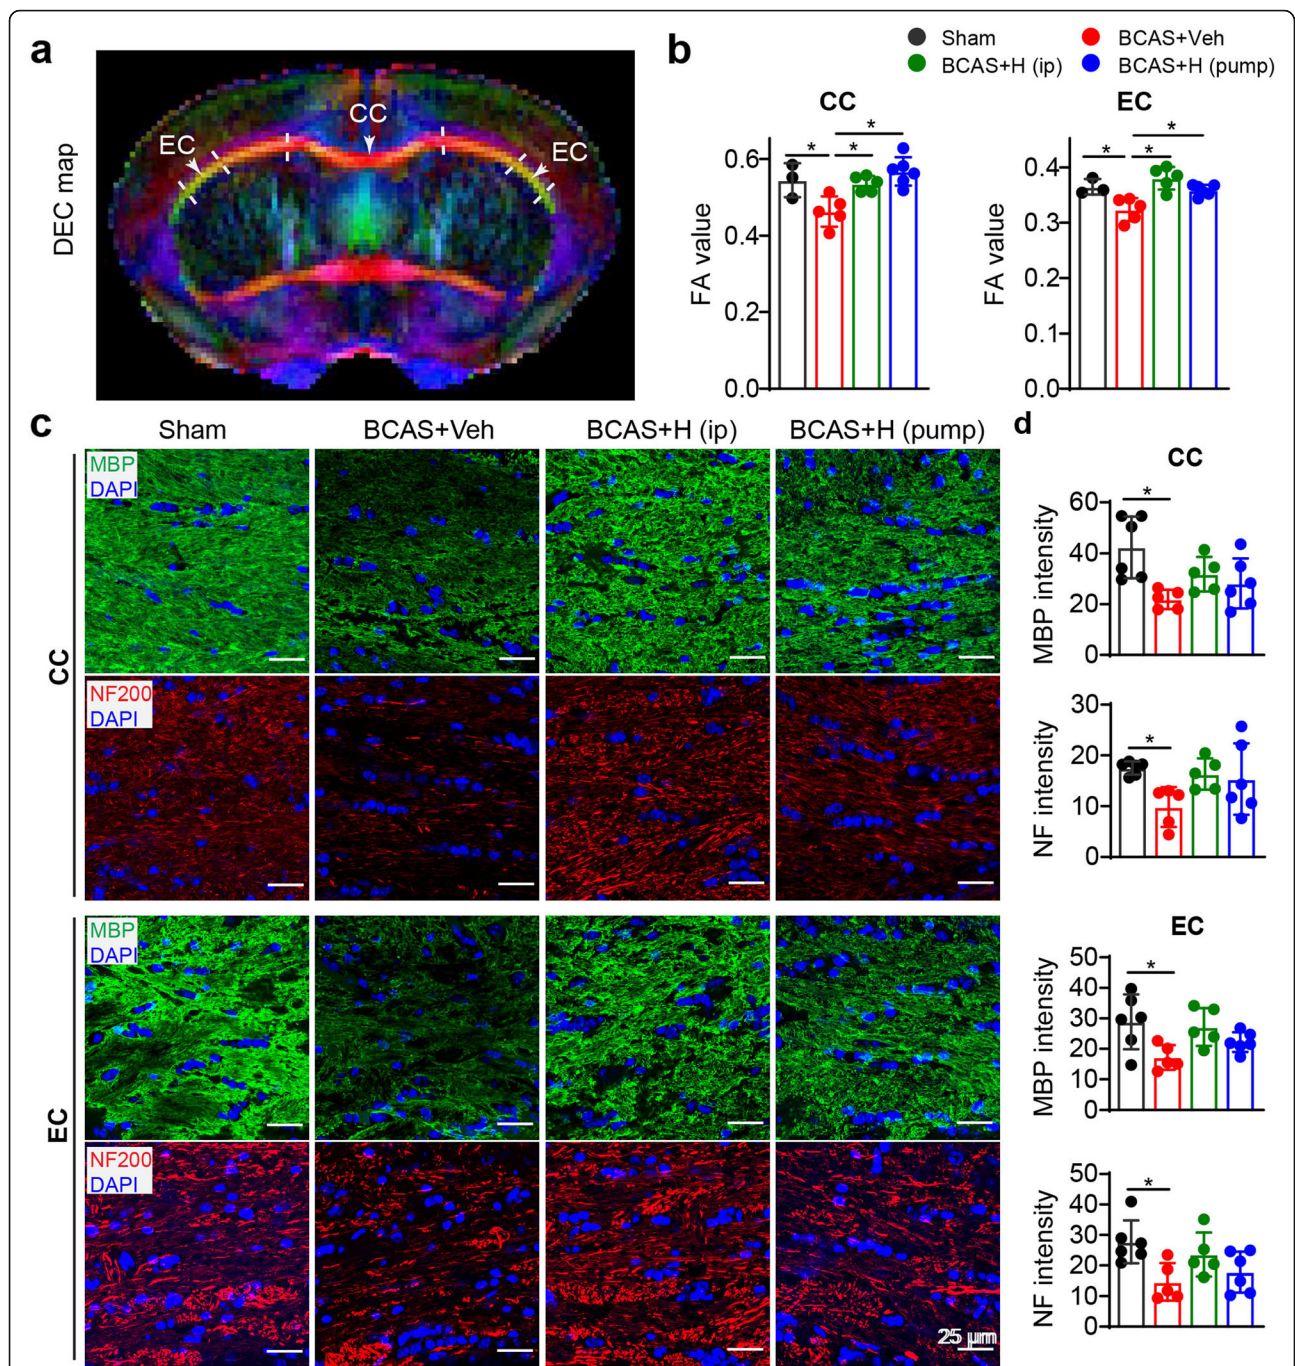 a
DEC map
EC
CC
EC
b
Sham
BCAS+Veh
BCAS+H (ip)
BCAS+H (pump)
CC
FA value
0.6
0.4
0.2
0.0
*
*
*
EC
FA value
0.4
0.3
0.2
0.1
0.0
*
*
*
c
Sham
BCAS+Veh
BCAS+H (ip)
BCAS+H (pump)
CC
MBP
DAPI
NF200
DAPI
EC
MBP
DAPI
NF200
DAPI
25 µm
d
CC
MBP intensity
60
40
20
0
*
NF intensity
30
20
10
0
*
EC
MBP intensity
50
40
30
20
10
0
*
NF intensity
50
40
30
20
10
0
*